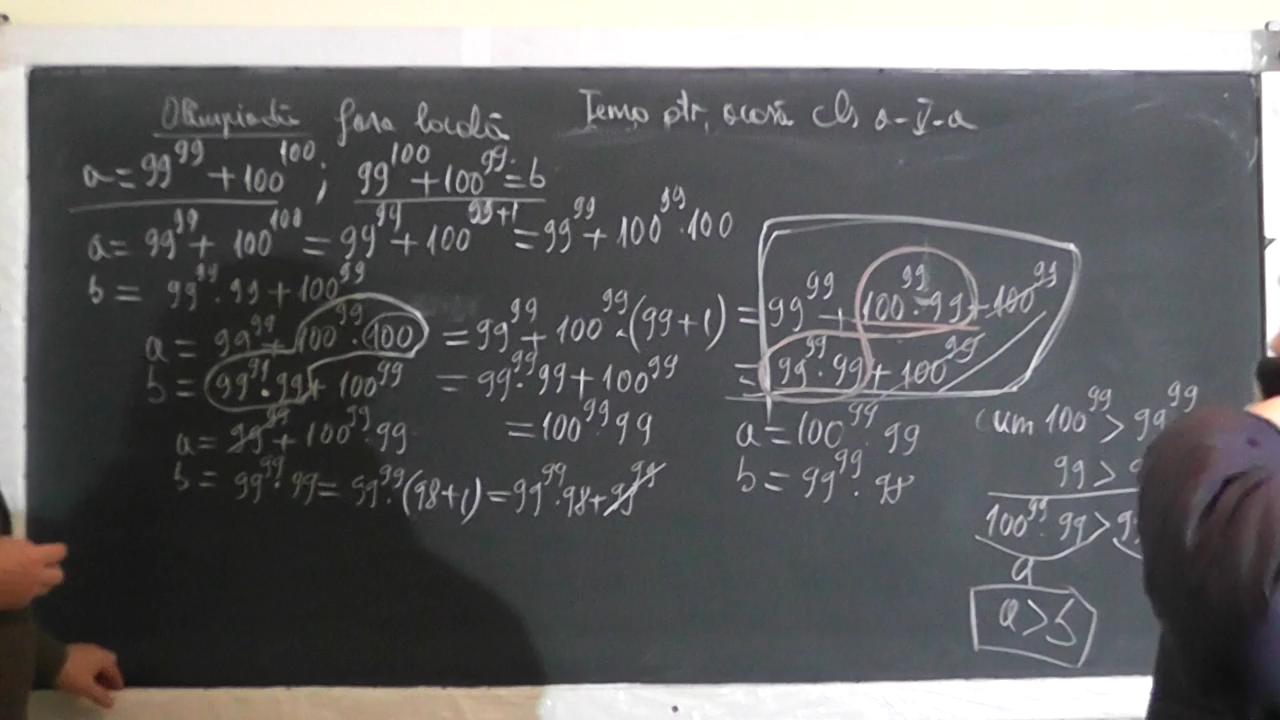 Olimpiadă faza locală Temă ptr. acasă cls a-V-a
a = 99^99 + 100^100 ; 99^100 + 100^99 = b
a = 99^99 + 100^100 = 99^99 + 100^99+1 = 99^99 + 100^99 · 100
b = 99^99 · 99 + 100^99
a = 99^99 + 100^99 · 100 = 99^99 + 100^99 · (99+1) = 99^99 + 100^99 · 99 + 100^99
b = 99^99 · 99 + 100^99 = 99^99 · 99 + 100^99 = 99^99 · 99 + 100^99
a = 99^99 + 100^99 · 99 = 100^99 · 99 a = 100^99 · 99
b = 99^99 · 99 = 99^99 · (98+1) = 99^99 · 98 + 99^99 b = 99^99 · 98
Cum 100^99 > 99^99
99 >
100^99 · 99 >
a
a > b